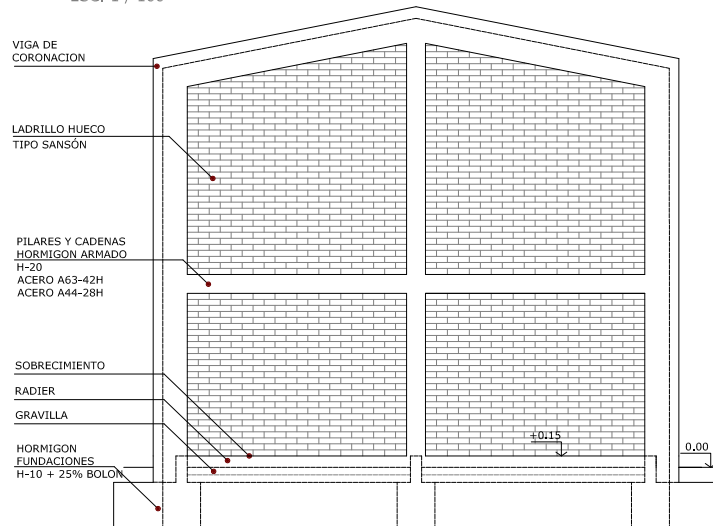 VIGA DE
CORONACION
LADRILLO HUECO
TIPO SANSÓN
PILARES Y CADENAS
HORMIGON ARMADO
H-20
ACERO A63-42H
ACERO A44-28H
SOBRECIMIENTO
RADIER
GRAVILLA
+0.15
0.00
HORMIGON
FUNDACIONES
H-10 + 25% BOLON